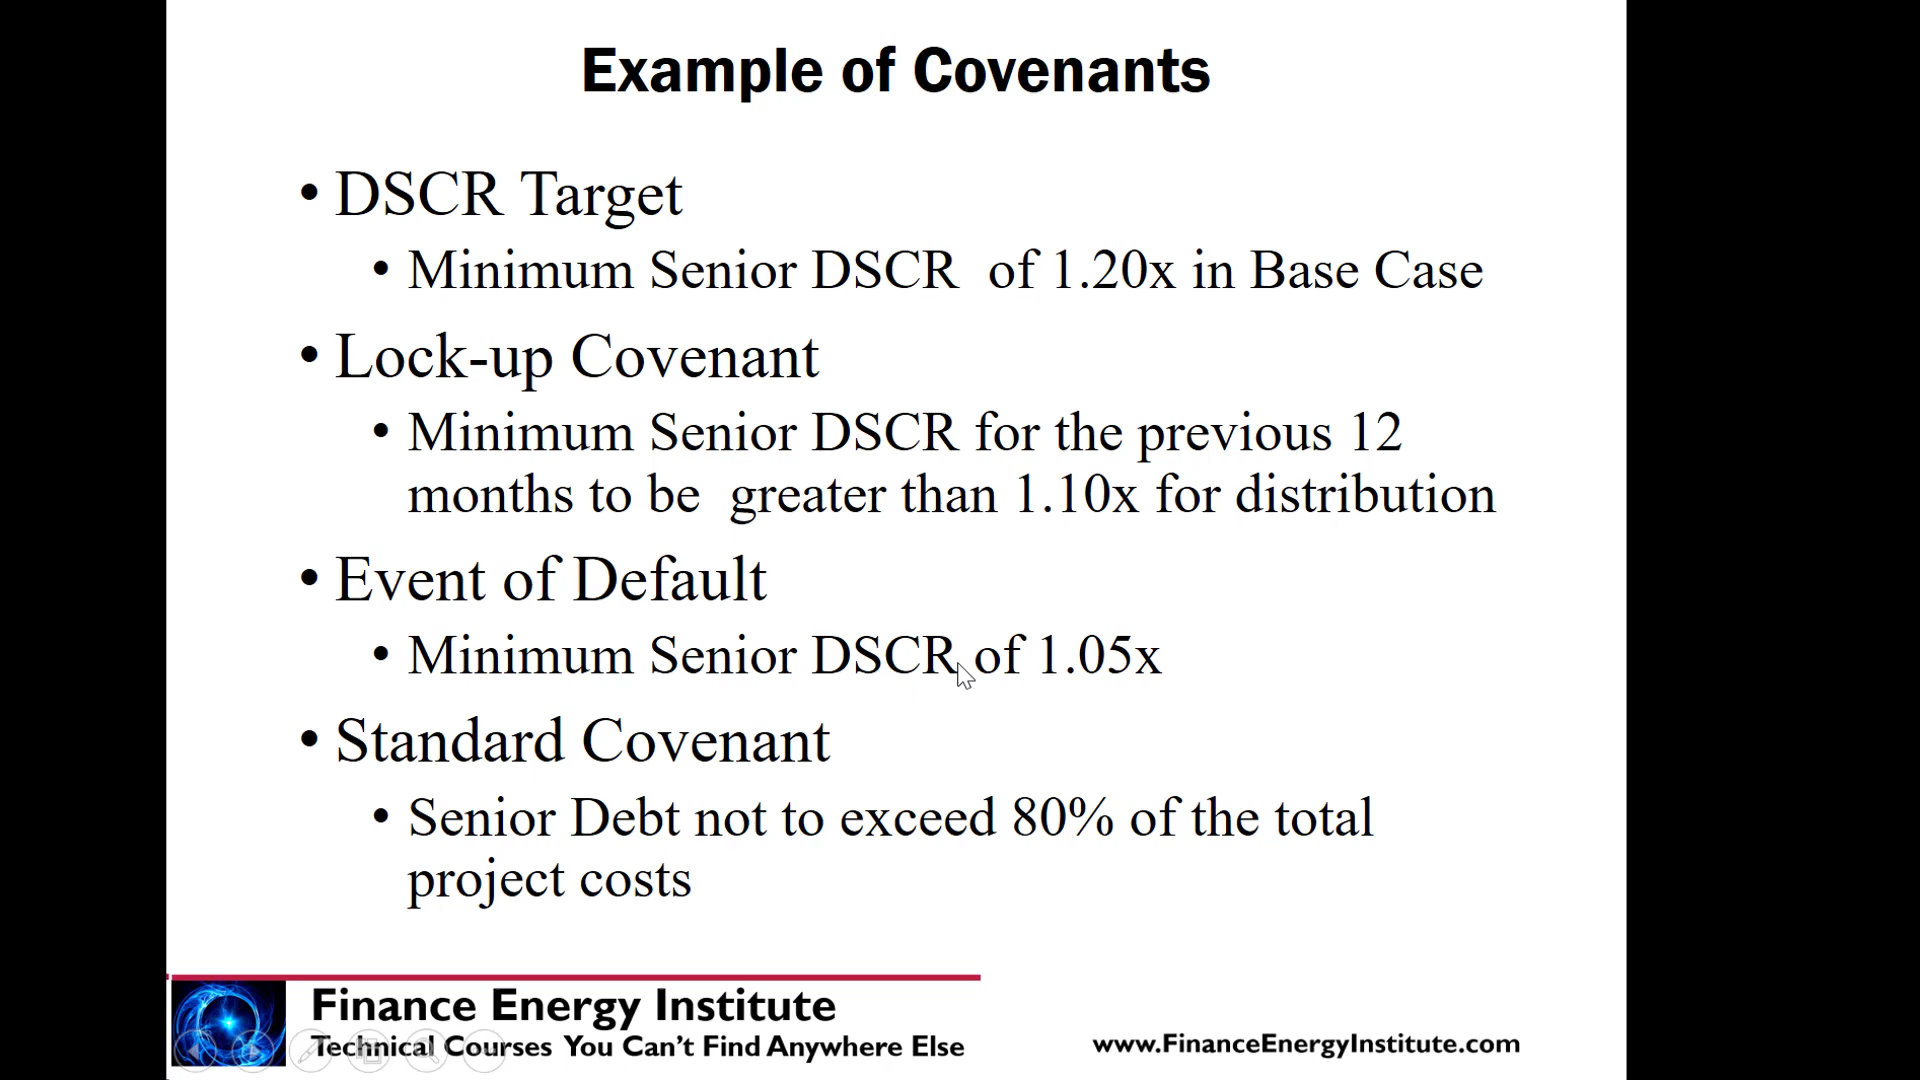 Example of Covenants
• DSCR Target
• Minimum Senior DSCR of 1.20x in Base Case
• Lock-up Covenant
• Minimum Senior DSCR for the previous 12
months to be greater than 1.10x for distribution
• Event of Default
• Minimum Senior DSCR of 1.05x
• Standard Covenant
• Senior Debt not to exceed 80% of the total
project costs
Finance Energy Institute
Technical Courses You Can't Find Anywhere Else
www.FinanceEnergyInstitute.com